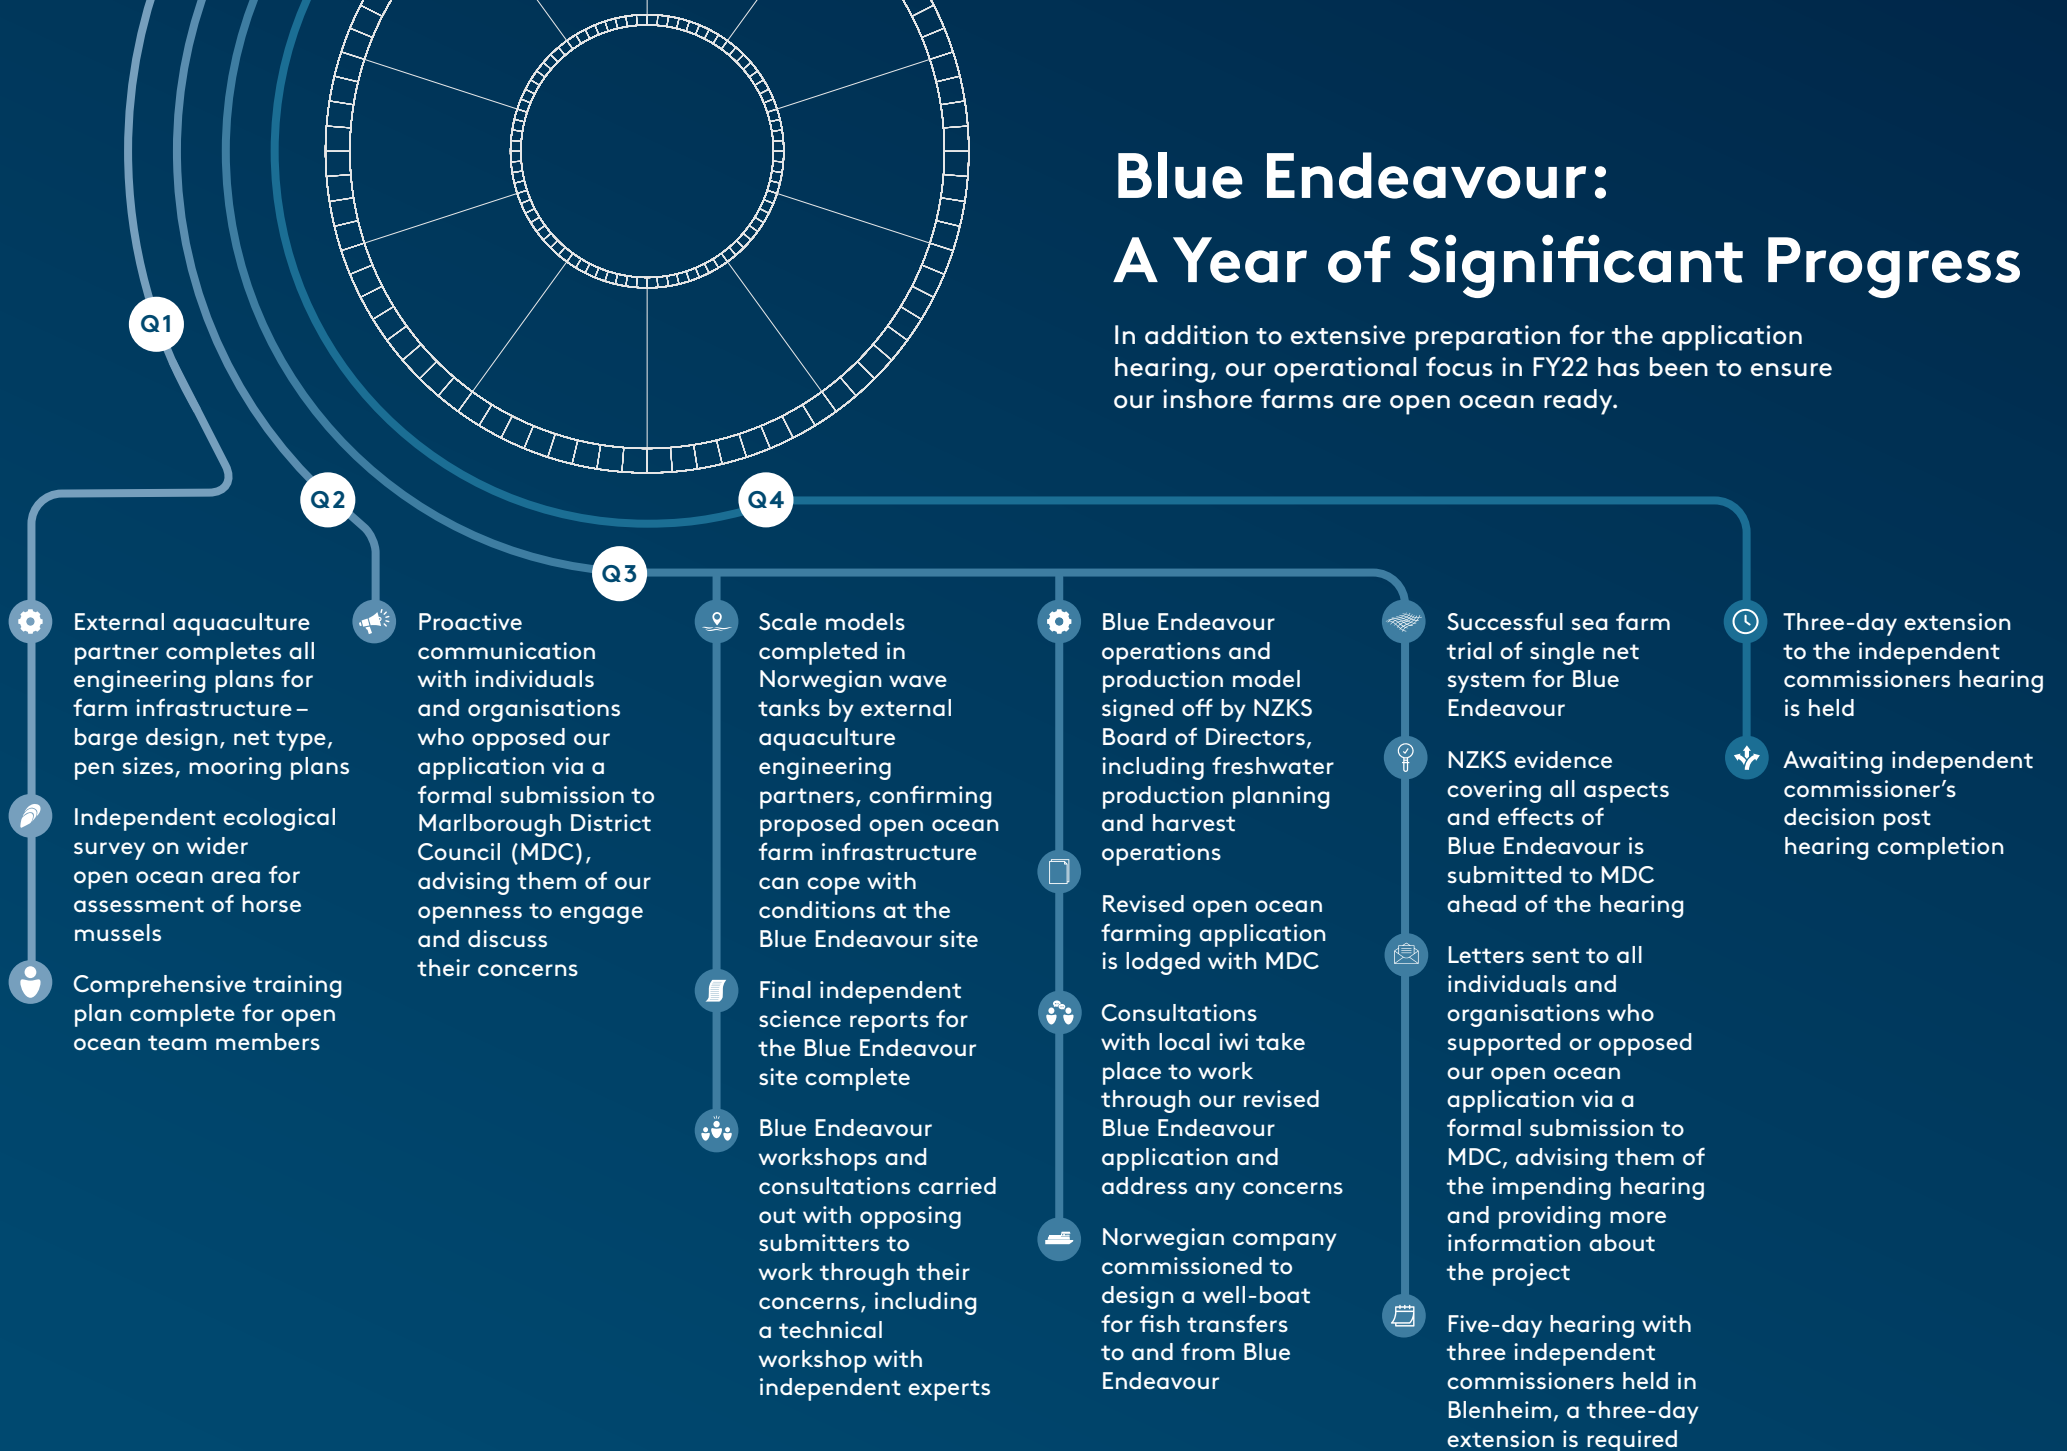 Blue Endeavour:
A Year of Significant Progress
In addition to extensive preparation for the application
hearing, our operational focus in FY22 has been to ensure
our inshore farms are open ocean ready.
Q1
External aquaculture
partner completes all
engineering plans for
farm infrastructure –
barge design, net type,
pen sizes, mooring plans
Independent ecological
survey on wider
open ocean area for
assessment of horse
mussels
Comprehensive training
plan complete for open
ocean team members
Q2
Proactive
communication
with individuals
and organisations
who opposed our
application via a
formal submission to
Marlborough District
Council (MDC),
advising them of our
openness to engage
and discuss
their concerns
Q3
Scale models
completed in
Norwegian wave
tanks by external
aquaculture
engineering
partners, confirming
proposed open ocean
farm infrastructure
can cope with
conditions at the
Blue Endeavour site
Final independent
science reports for
the Blue Endeavour
site complete
Blue Endeavour
workshops and
consultations carried
out with opposing
submitters to
work through their
concerns, including
a technical
workshop with
independent experts
Blue Endeavour
operations and
production model
signed off by NZKS
Board of Directors,
including freshwater
production planning
and harvest
operations
Revised open ocean
farming application
is lodged with MDC
Consultations
with local iwi take
place to work
through our revised
Blue Endeavour
application and
address any concerns
Norwegian company
commissioned to
design a well-boat
for fish transfers
to and from Blue
Endeavour
Successful sea farm
trial of single net
system for Blue
Endeavour
NZKS evidence
covering all aspects
and effects of
Blue Endeavour is
submitted to MDC
ahead of the hearing
Letters sent to all
individuals and
organisations who
supported or opposed
our open ocean
application via a
formal submission to
MDC, advising them of
the impending hearing
and providing more
information about
the project
Five-day hearing with
three independent
commissioners held in
Blenheim, a three-day
extension is required
Q4
Three-day extension
to the independent
commissioners hearing
is held
Awaiting independent
commissioner's
decision post
hearing completion